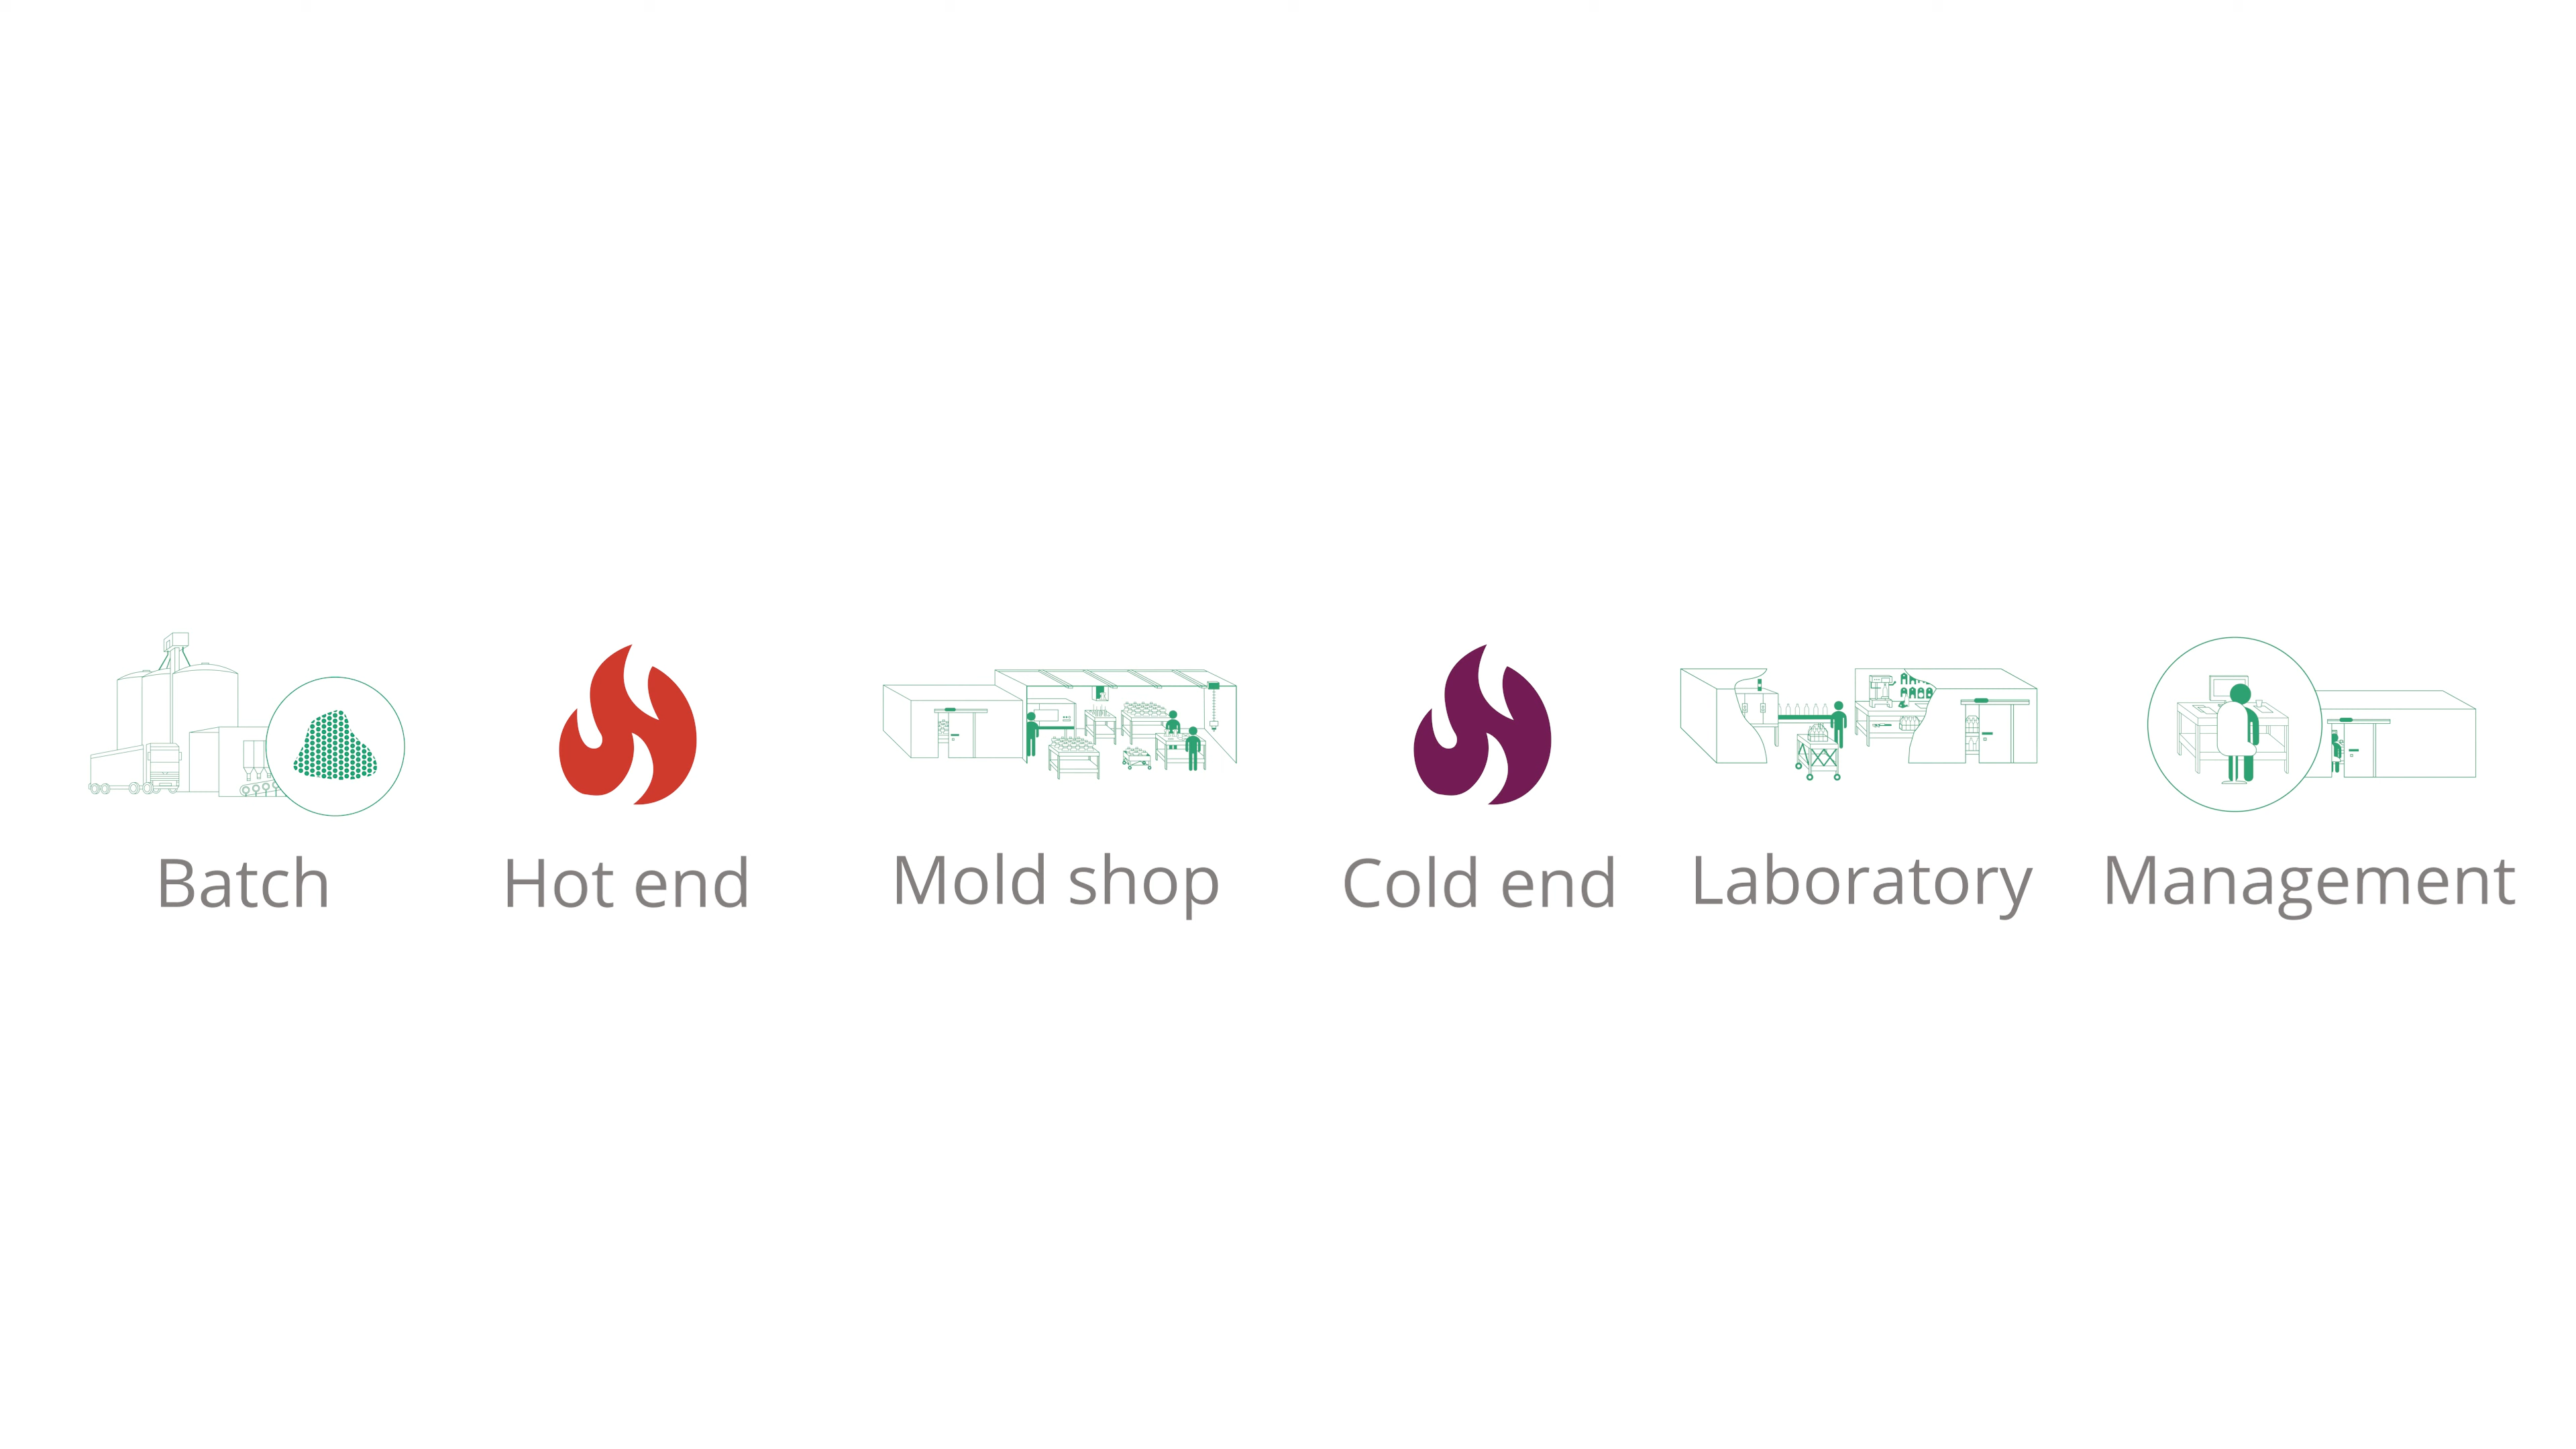 Batch
Hot end
Mold shop
Cold end
Laboratory
Management